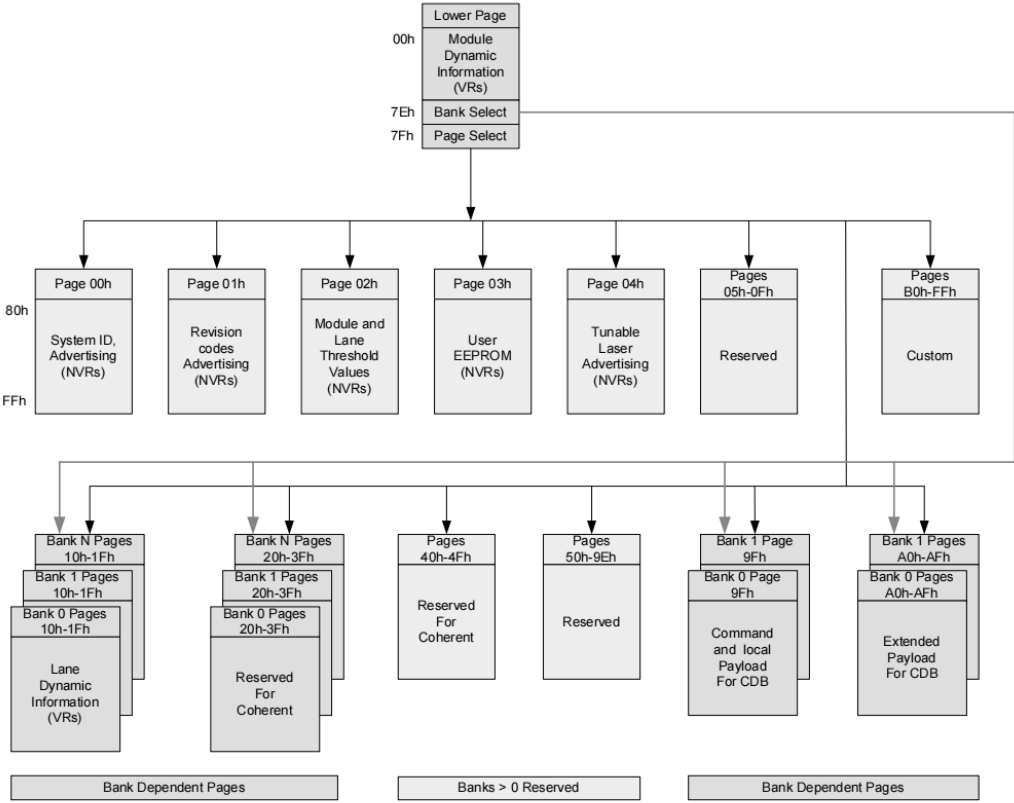 Lower Page
00h
Module
Dynamic
Information
(VRs)
7Eh
Bank Select
7Fh
Page Select
Page 00h
Page 01h
Page 02h
Page 03h
Page 04h
Pages
05h-0Fh
Pages
B0h-FFh
80h
System ID,
Advertising
(NVRs)
Revision
codes
Advertising
(NVRs)
Module and
Lane
Threshold
Values
(NVRs)
User
EEPROM
(NVRs)
Tunable
Laser
Advertising
(NVRs)
Reserved
Custom
FFh
Bank N Pages
10h-1Fh
Bank 1 Pages
10h-1Fh
Bank 0 Pages
10h-1Fh
Lane
Dynamic
Information
(VRs)
Bank N Pages
20h-3Fh
Bank 1 Pages
20h-3Fh
Bank 0 Pages
20h-3Fh
Reserved
For
Coherent
Pages
40h-4Fh
Reserved
For
Coherent
Pages
50h-9Eh
Reserved
Bank 1 Page
9Fh
Bank 0 Page
9Fh
Command
and local
Payload
For CDB
Bank 1 Pages
A0h-AFh
Bank 0 Pages
A0h-AFh
Extended
Payload
For CDB
Bank Dependent Pages
Banks > 0 Reserved
Bank Dependent Pages